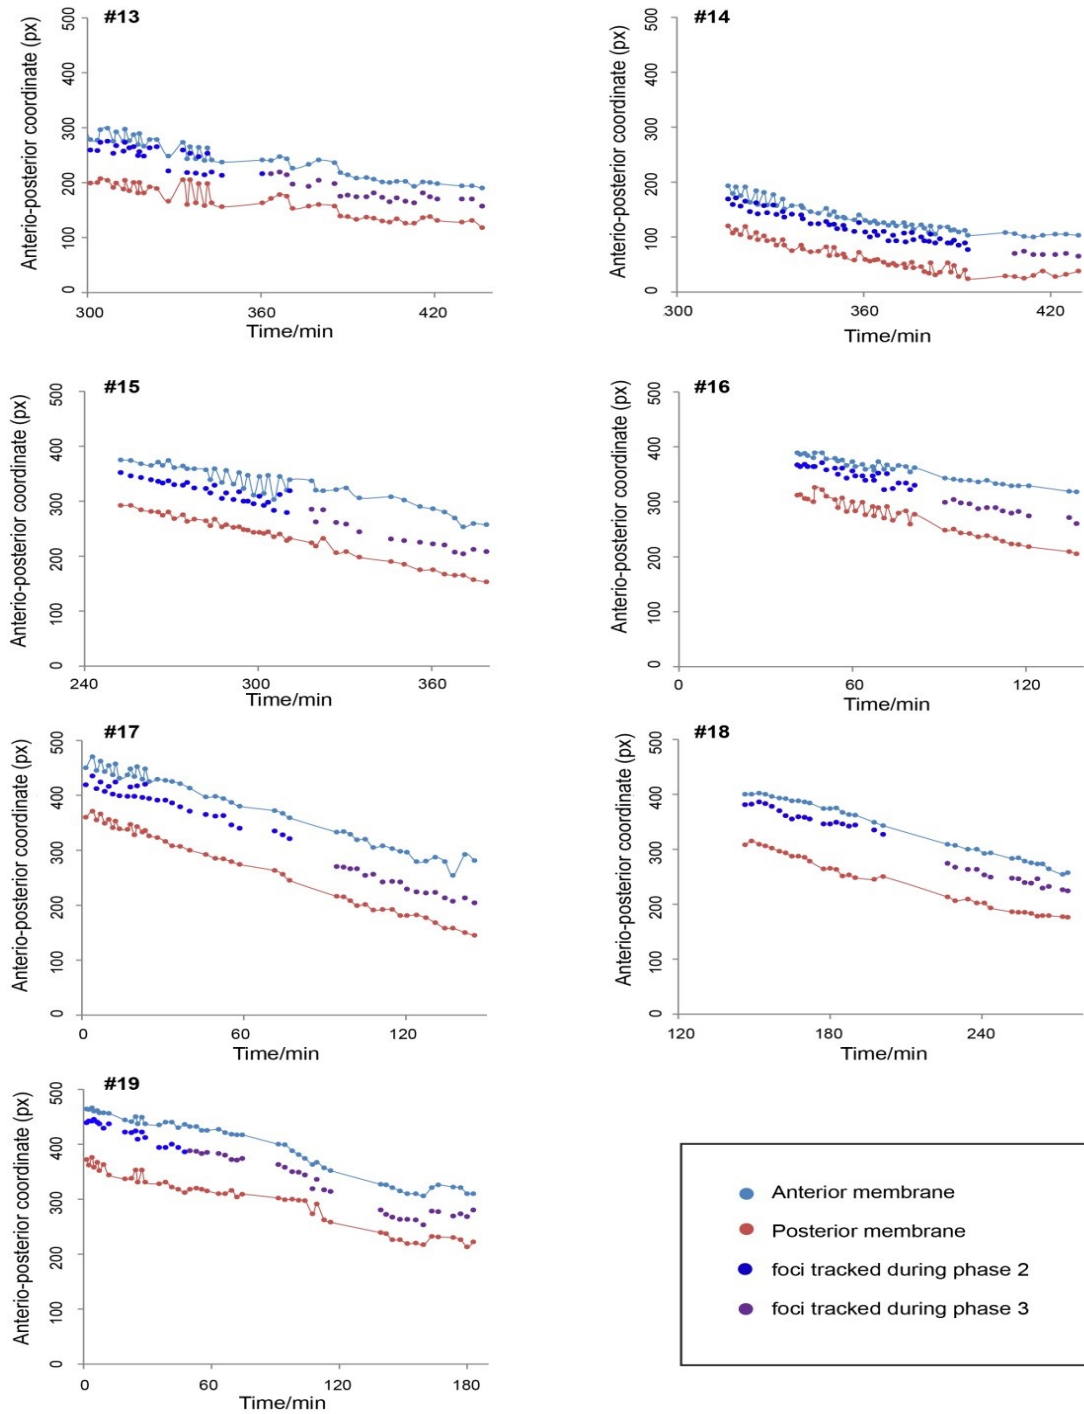 #13
Anterio-posterior coordinate (px)
500
400
300
200
100
0
300 360 420
Time/min
#14
Anterio-posterior coordinate (px)
500
400
300
200
100
0
300 360 420
Time/min
#15
Anterio-posterior coordinate (px)
500
400
300
200
100
0
240 300 360
Time/min
#16
Anterio-posterior coordinate (px)
500
400
300
200
100
0
0 60 120
Time/min
#17
Anterio-posterior coordinate (px)
500
400
300
200
100
0
0 60 120
Time/min
#18
Anterio-posterior coordinate (px)
500
400
300
200
100
0
120 180 240
Time/min
#19
Anterio-posterior coordinate (px)
500
400
300
200
100
0
0 60 120 180
Time/min
Anterior membrane
Posterior membrane
foci tracked during phase 2
foci tracked during phase 3